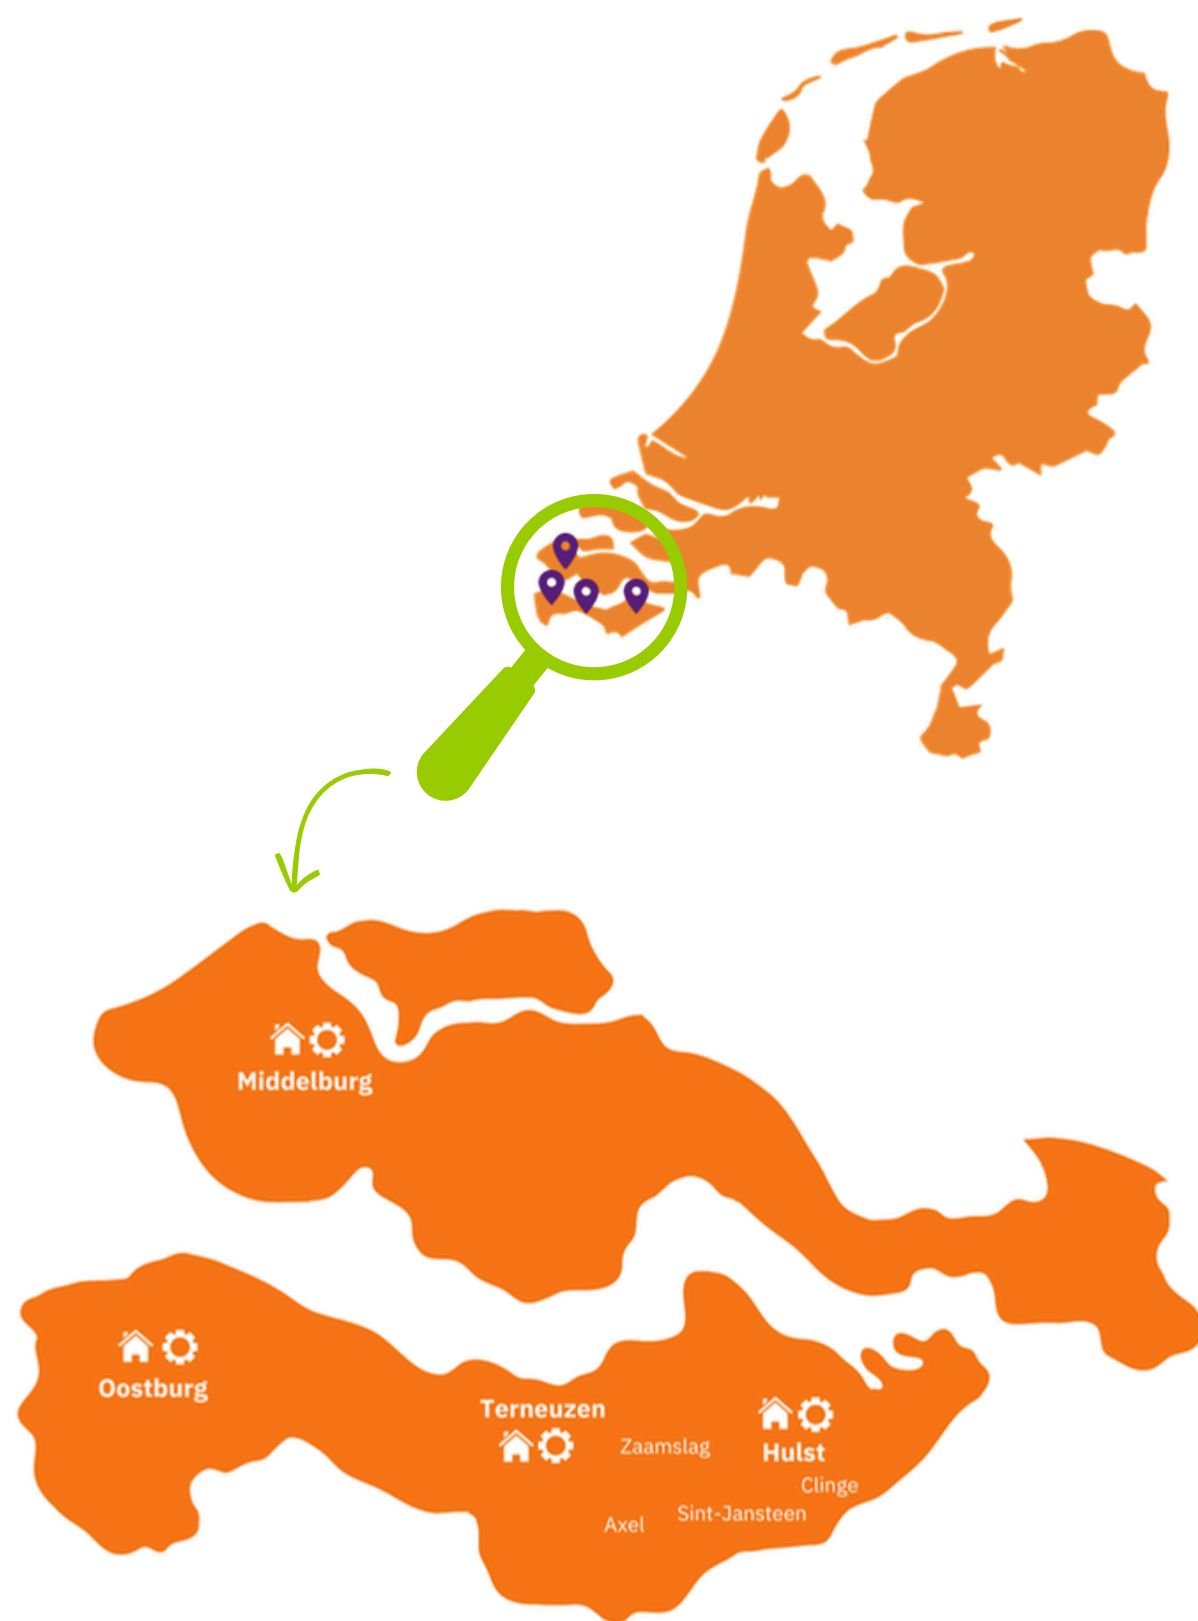 Middelburg
Oostburg
Terneuzen
Zaamslag
Hulst
Clinge
Sint-Jansteen
Axel